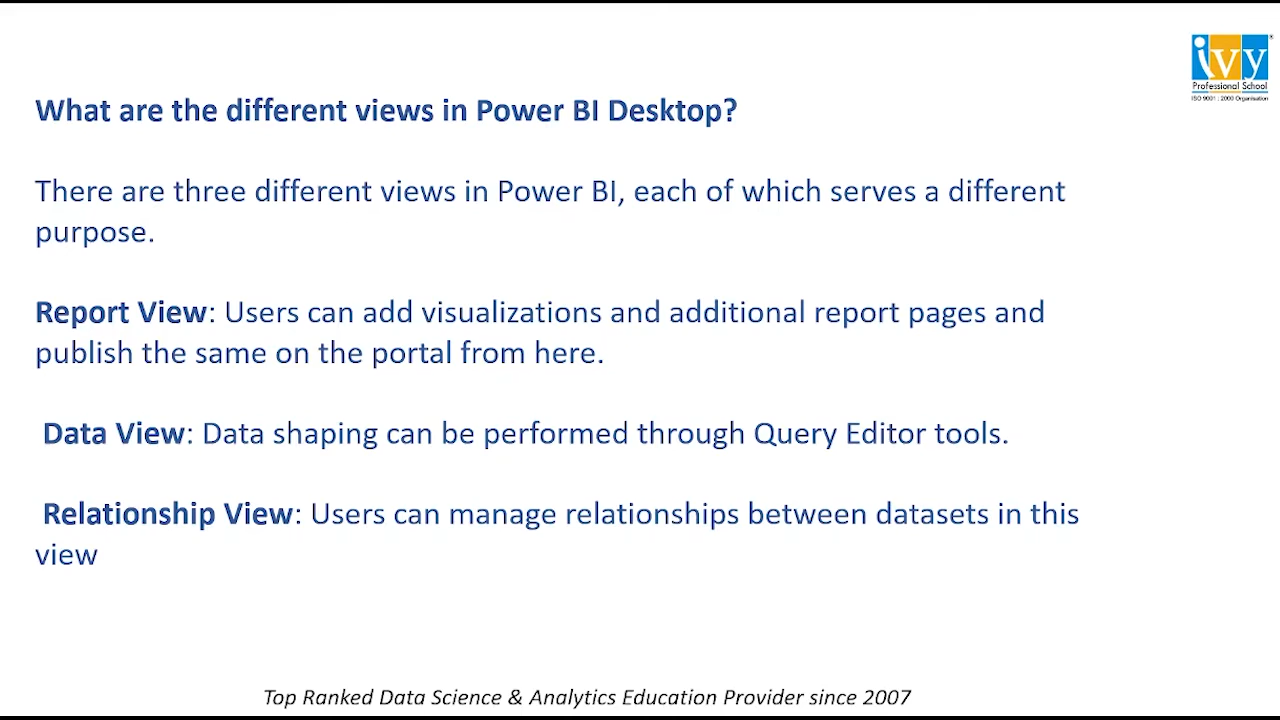 ivy
Professional School
ISO 9001 : 2000 Organisation
What are the different views in Power BI Desktop?
There are three different views in Power BI, each of which serves a different
purpose.
Report View: Users can add visualizations and additional report pages and
publish the same on the portal from here.
Data View: Data shaping can be performed through Query Editor tools.
Relationship View: Users can manage relationships between datasets in this
view
Top Ranked Data Science & Analytics Education Provider since 2007